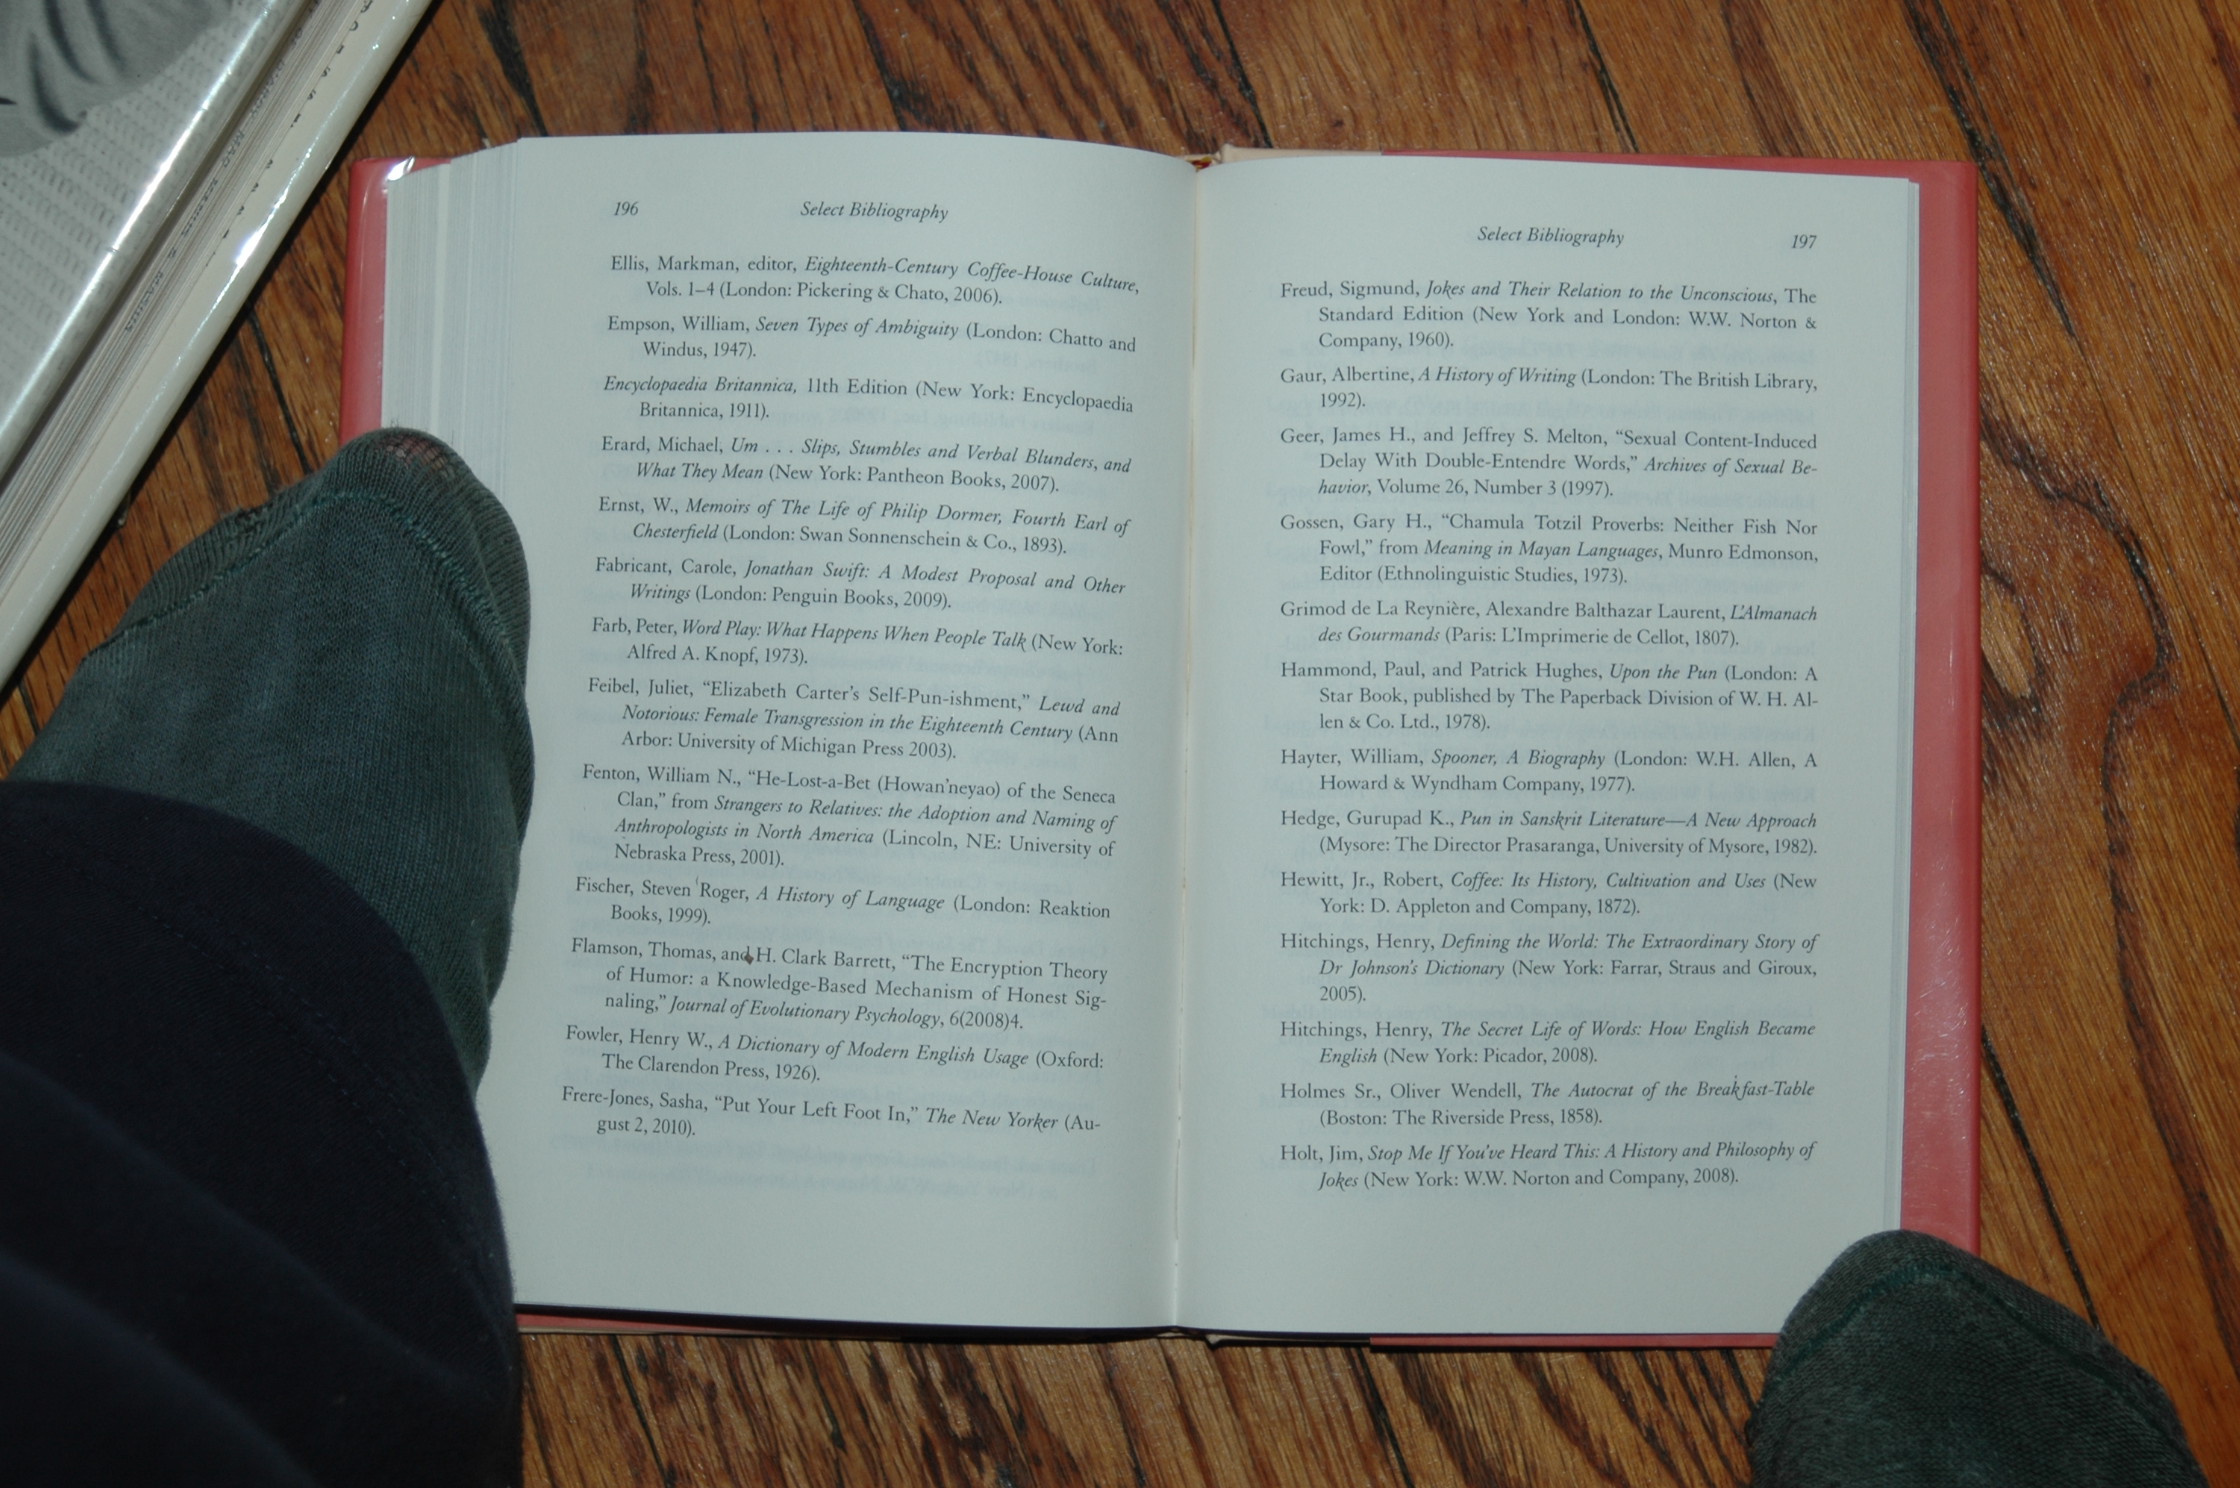 196
Select Bibliography
Ellis, Markman, editor, Eighteenth-Century Coffee-House Culture,
Vols. 1–4 (London: Pickering & Chato, 2006).
Empson, William, Seven Types of Ambiguity (London: Chatto and
Windus, 1947).
Encyclopaedia Britannica, 11th Edition (New York: Encyclopaedia
Britannica, 1911).
Erard, Michael, Um . . . Slips, Stumbles and Verbal Blunders, and
What They Mean (New York: Pantheon Books, 2007).
Ernst, W., Memoirs of The Life of Philip Dormer, Fourth Earl of
Chesterfield (London: Swan Sonnenschein & Co., 1893).
Fabricant, Carole, Jonathan Swift: A Modest Proposal and Other
Writings (London: Penguin Books, 2009).
Farb, Peter, Word Play: What Happens When People Talk (New York:
Alfred A. Knopf, 1973).
Feibel, Juliet, “Elizabeth Carter’s Self-Pun-ishment,” Lewd and
Notorious: Female Transgression in the Eighteenth Century (Ann
Arbor: University of Michigan Press 2003).
Fenton, William N., “He-Lost-a-Bet (Howan’neyao) of the Seneca
Clan,” from Strangers to Relatives: the Adoption and Naming of
Anthropologists in North America (Lincoln, NE: University of
Nebraska Press, 2001).
Fischer, Steven Roger, A History of Language (London: Reaktion
Books, 1999).
Flamson, Thomas, and H. Clark Barrett, “The Encryption Theory
of Humor: a Knowledge-Based Mechanism of Honest Sig-
naling,” Journal of Evolutionary Psychology, 6(2008)4.
Fowler, Henry W., A Dictionary of Modern English Usage (Oxford:
The Clarendon Press, 1926).
Frere-Jones, Sasha, “Put Your Left Foot In,” The New Yorker (Au-
gust 2, 2010).
Select Bibliography
197
Freud, Sigmund, Jokes and Their Relation to the Unconscious, The
Standard Edition (New York and London: W.W. Norton &
Company, 1960).
Gaur, Albertine, A History of Writing (London: The British Library,
1992).
Geer, James H., and Jeffrey S. Melton, “Sexual Content-Induced
Delay With Double-Entendre Words,” Archives of Sexual Be-
havior, Volume 26, Number 3 (1997).
Gossen, Gary H., “Chamula Totzil Proverbs: Neither Fish Nor
Fowl,” from Meaning in Mayan Languages, Munro Edmonson,
Editor (Ethnolinguistic Studies, 1973).
Grimod de La Reynière, Alexandre Balthazar Laurent, L’Almanach
des Gourmands (Paris: L’Imprimerie de Cellot, 1807).
Hammond, Paul, and Patrick Hughes, Upon the Pun (London: A
Star Book, published by The Paperback Division of W. H. Al-
len & Co. Ltd., 1978).
Hayter, William, Spooner, A Biography (London: W.H. Allen, A
Howard & Wyndham Company, 1977).
Hedge, Gurupad K., Pun in Sanskrit Literature—A New Approach
(Mysore: The Director Prasaranga, University of Mysore, 1982).
Hewitt, Jr., Robert, Coffee: Its History, Cultivation and Uses (New
York: D. Appleton and Company, 1872).
Hitchings, Henry, Defining the World: The Extraordinary Story of
Dr Johnson’s Dictionary (New York: Farrar, Straus and Giroux,
2005).
Hitchings, Henry, The Secret Life of Words: How English Became
English (New York: Picador, 2008).
Holmes Sr., Oliver Wendell, The Autocrat of the Breakfast-Table
(Boston: The Riverside Press, 1858).
Holt, Jim, Stop Me If You’ve Heard This: A History and Philosophy of
Jokes (New York: W.W. Norton and Company, 2008).